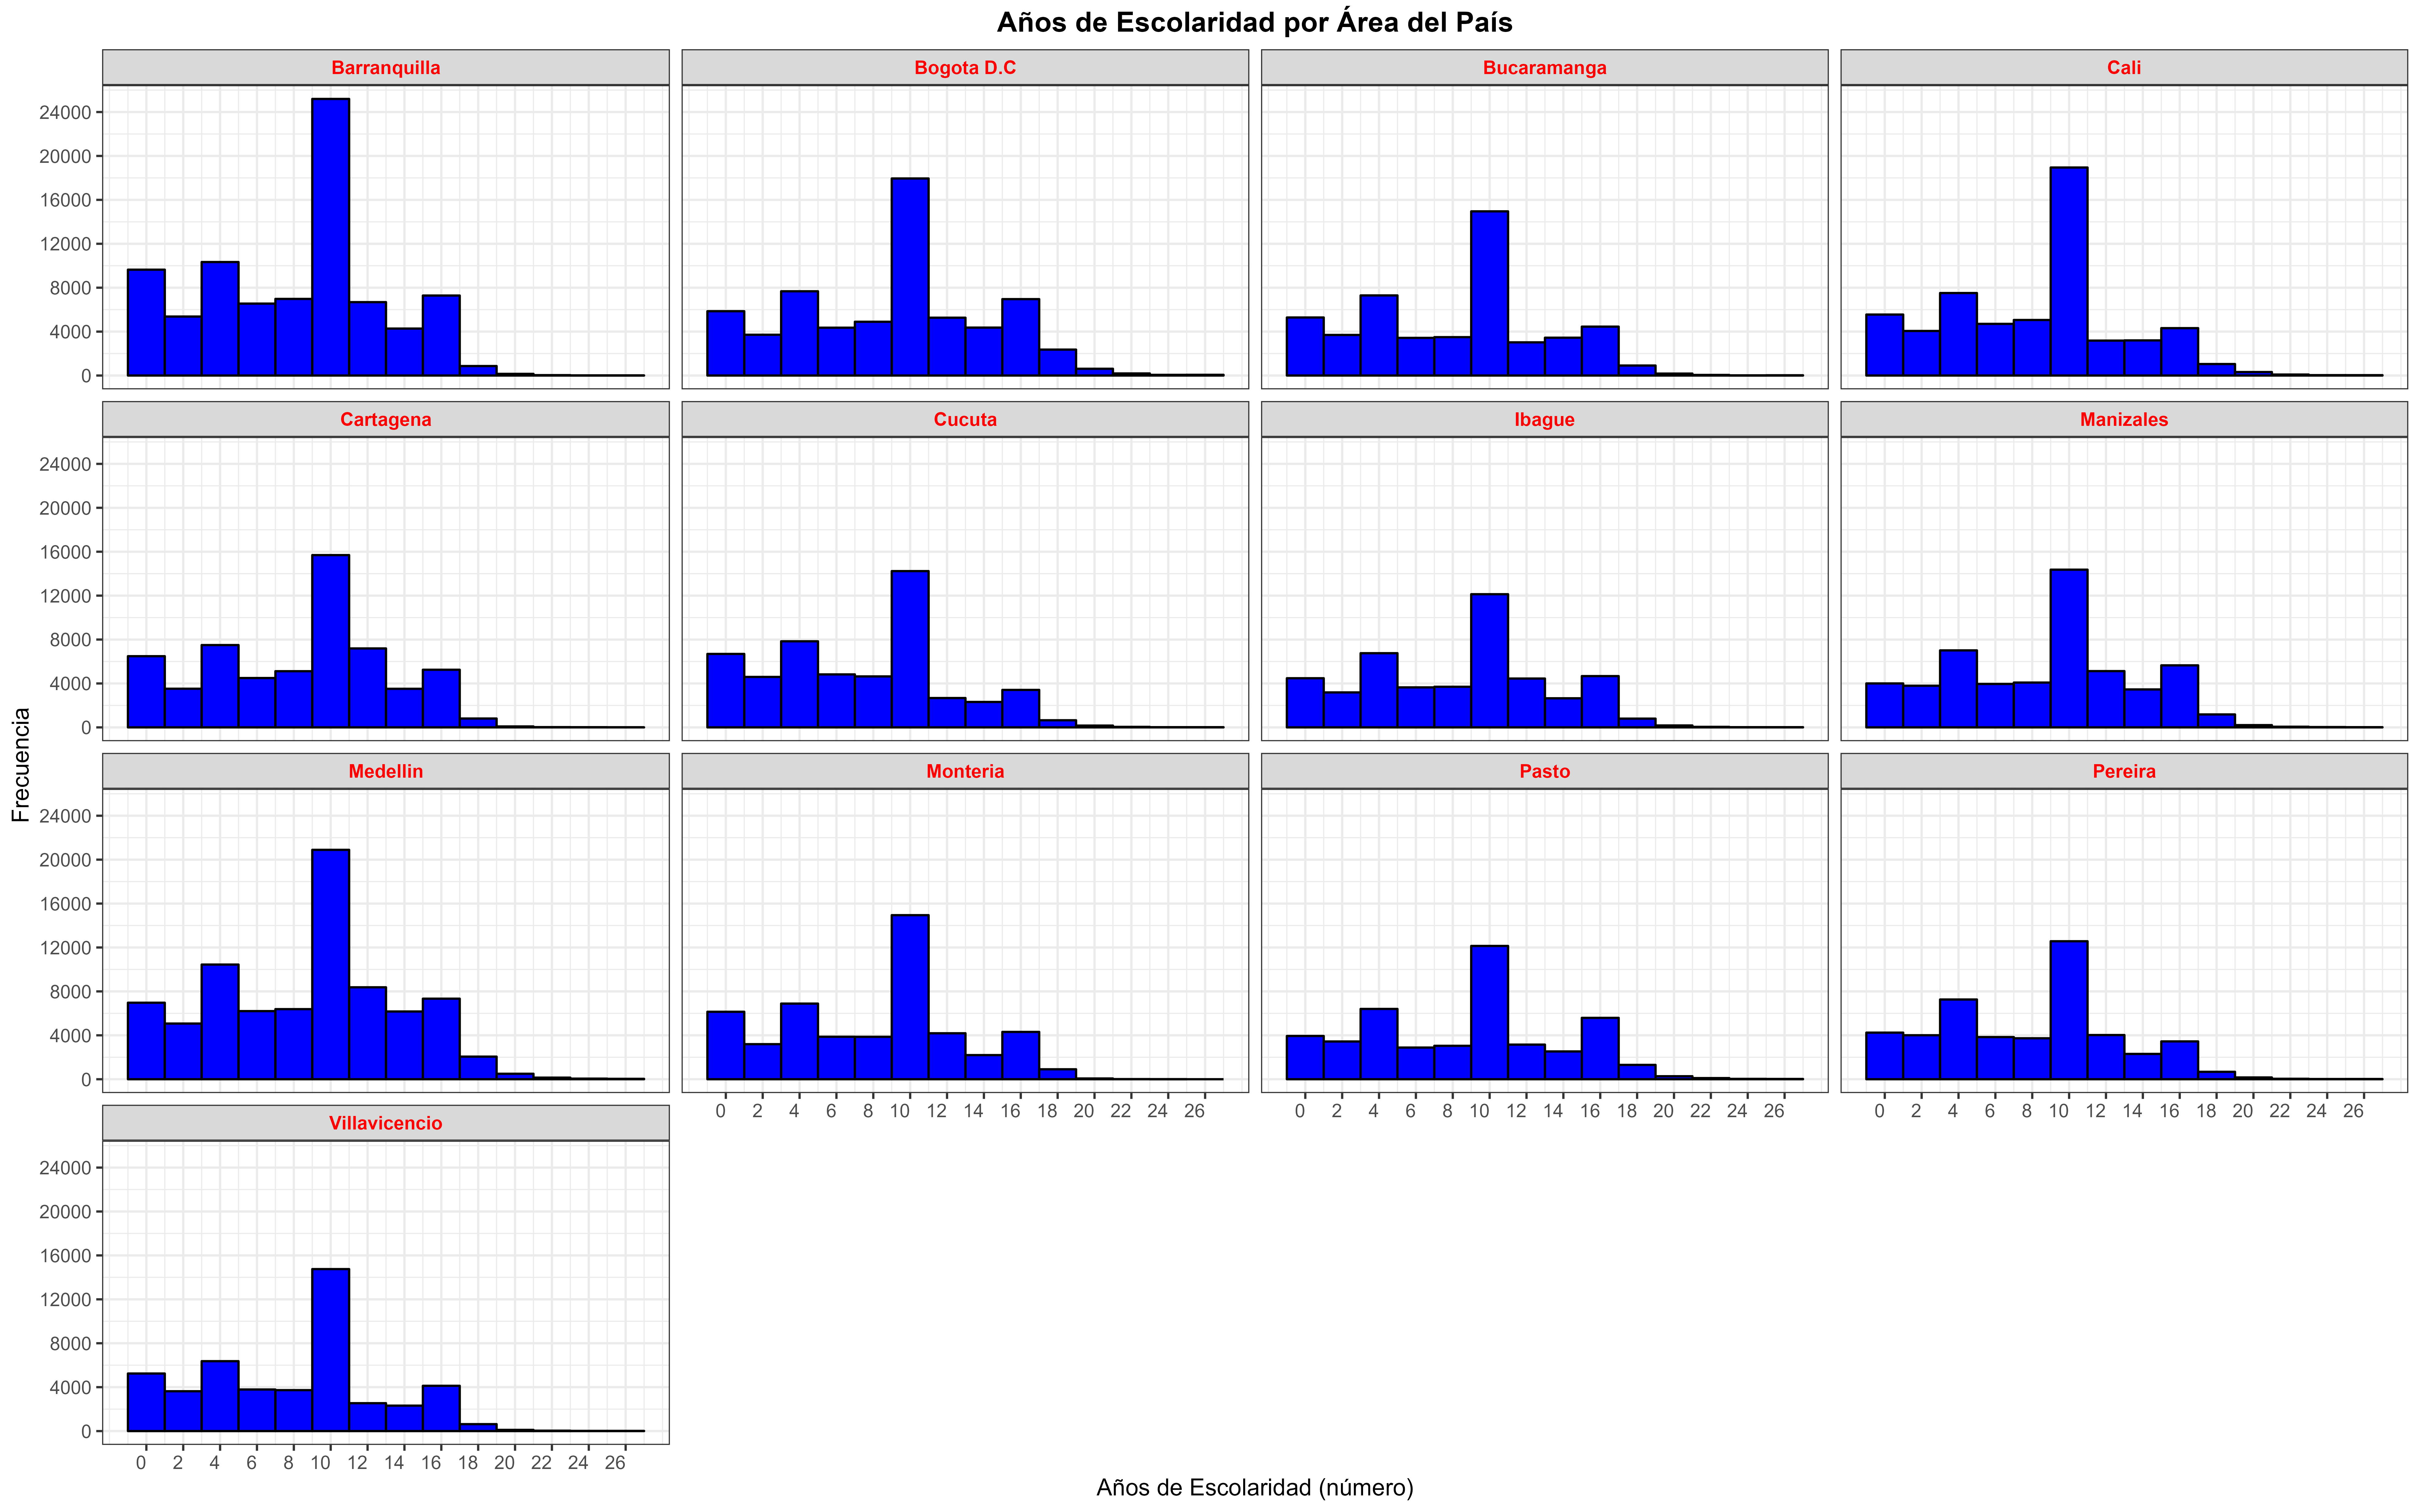 Años de Escolaridad por Área del País
Barranquilla
Bogota D.C
Bucaramanga
Cali
24000
20000
16000
12000
8000
4000
0
Cartagena
Cucuta
Ibague
Manizales
24000
20000
16000
12000
8000
4000
0
Medellin
Monteria
Pasto
Pereira
24000
20000
16000
12000
8000
4000
0
0 2 4 6 8 10 12 14 16 18 20 22 24 26
0 2 4 6 8 10 12 14 16 18 20 22 24 26
0 2 4 6 8 10 12 14 16 18 20 22 24 26
Villavicencio
24000
20000
16000
12000
8000
4000
0
0 2 4 6 8 10 12 14 16 18 20 22 24 26
Frecuencia
Años de Escolaridad (número)